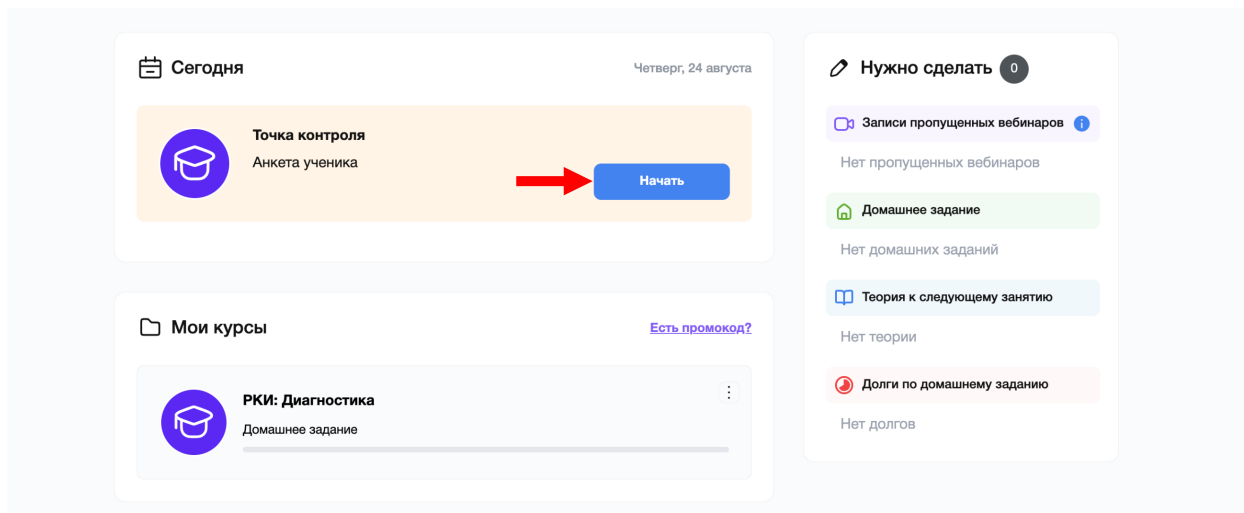 Сегодня
Четверг, 24 августа
Точка контроля
Анкета ученика
Начать
Мои курсы
Есть промокод?
РКИ: Диагностика
Домашнее задание
Нужно сделать 0
Записи пропущенных вебинаров
Нет пропущенных вебинаров
Домашнее задание
Нет домашних заданий
Теория к следующему занятию
Нет теории
Долги по домашнему заданию
Нет долгов